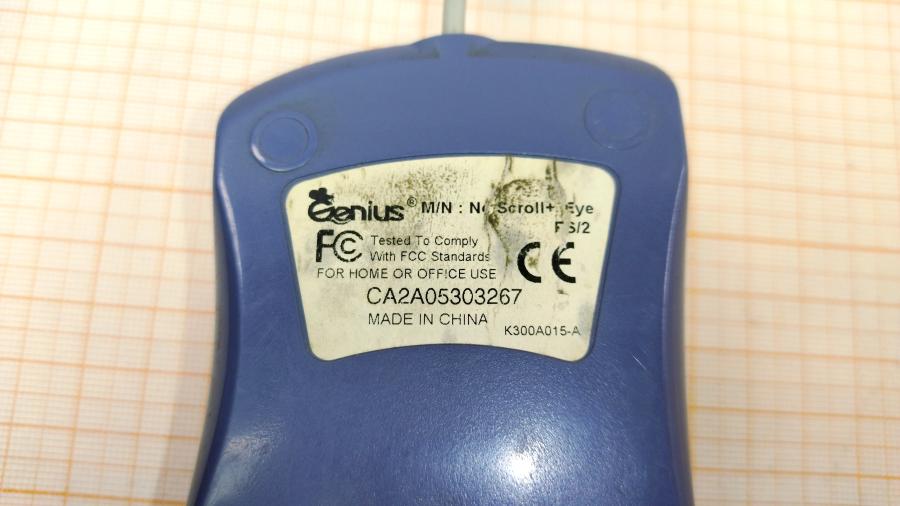 Genius® M/N : Scroll+ Eye
PS/2
FC Tested To Comply
With FCC Standards
FOR HOME OR OFFICE USE
CE
CA2A05303267
MADE IN CHINA
K300A015-A